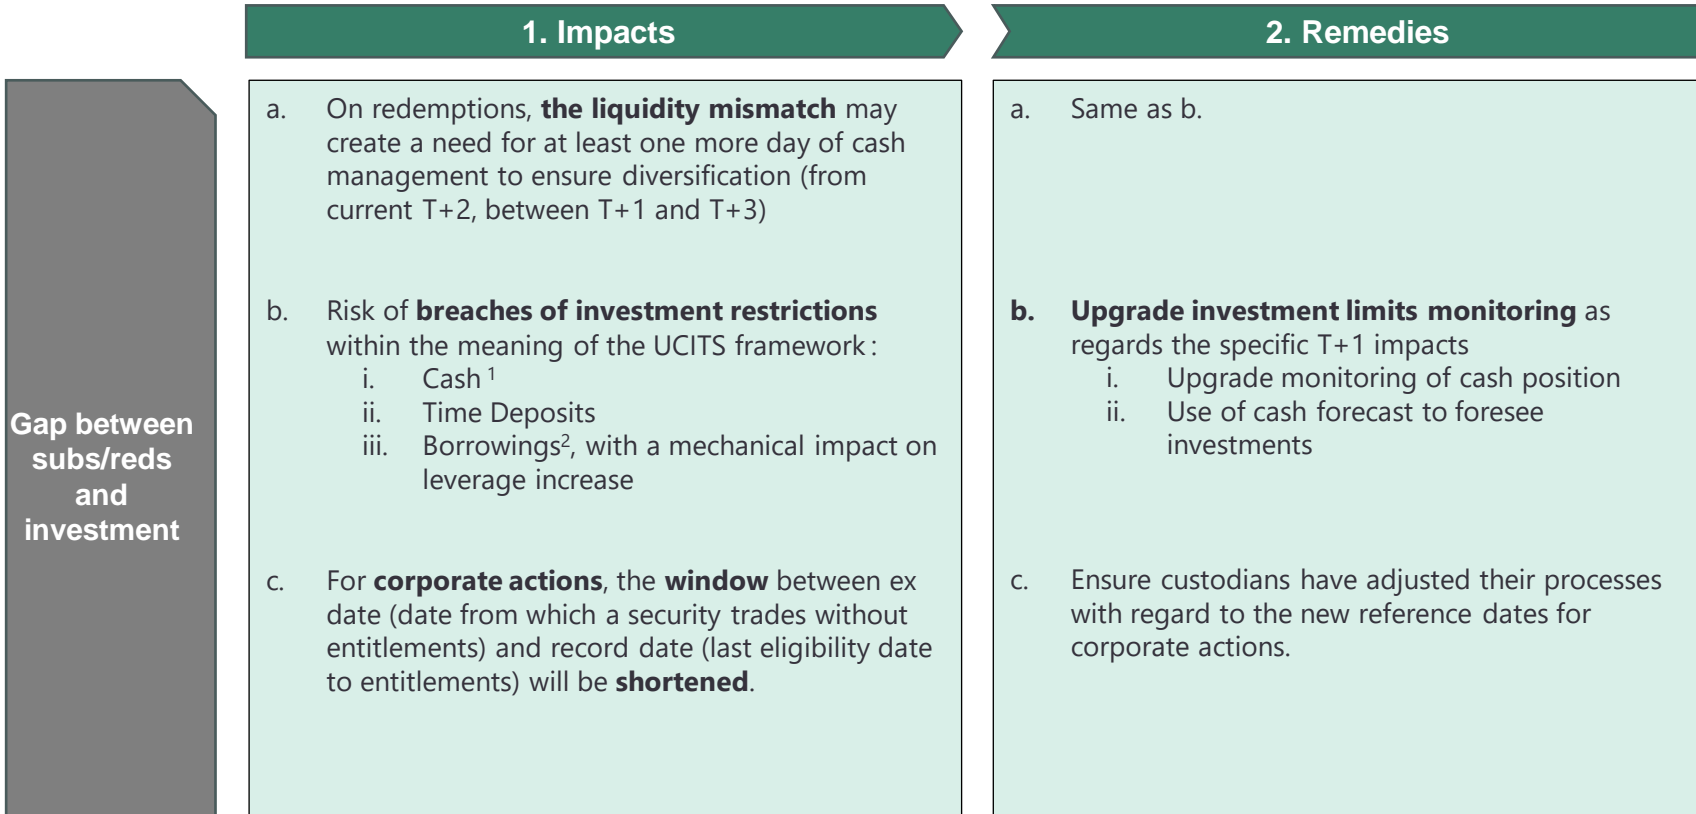 1. Impacts
2. Remedies
Gap between
subs/reds
and
investment
a. On redemptions, the liquidity mismatch may
create a need for at least one more day of cash
management to ensure diversification (from
current T+2, between T+1 and T+3)
b. Risk of breaches of investment restrictions
within the meaning of the UCITS framework :
i. Cash ¹
ii. Time Deposits
iii. Borrowings², with a mechanical impact on
leverage increase
c. For corporate actions, the window between ex
date (date from which a security trades without
entitlements) and record date (last eligibility date
to entitlements) will be shortened.
a. Same as b.
b. Upgrade investment limits monitoring as
regards the specific T+1 impacts
i. Upgrade monitoring of cash position
ii. Use of cash forecast to foresee
investments
c. Ensure custodians have adjusted their processes
with regard to the new reference dates for
corporate actions.